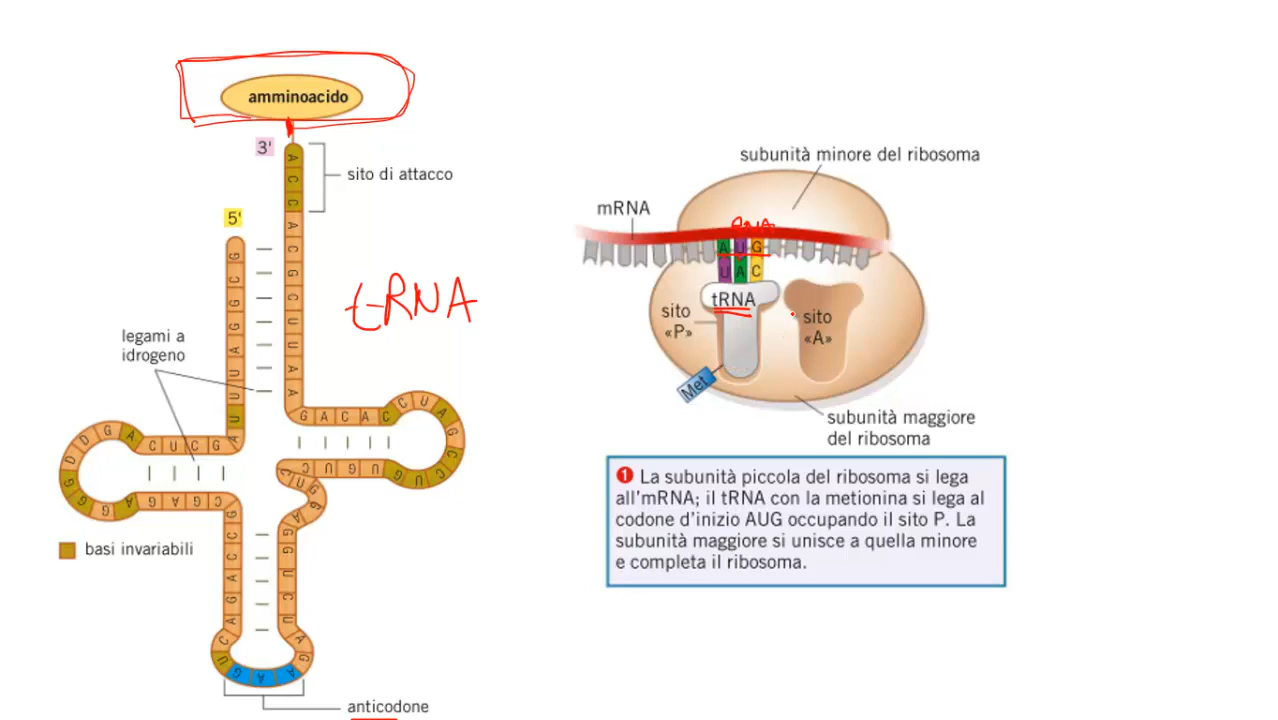 amminoacido
3'
sito di attacco
5'
tRNA
legami a
idrogeno
basi invariabili
anticodone
subunità minore del ribosoma
mRNA
RNA
A U G
U A C
tRNA
sito
«P»
sito
«A»
Met
subunità maggiore
del ribosoma
1 La subunità piccola del ribosoma si lega
all'mRNA; il tRNA con la metionina si lega al
codone d'inizio AUG occupando il sito P. La
subunità maggiore si unisce a quella minore
e completa il ribosoma.